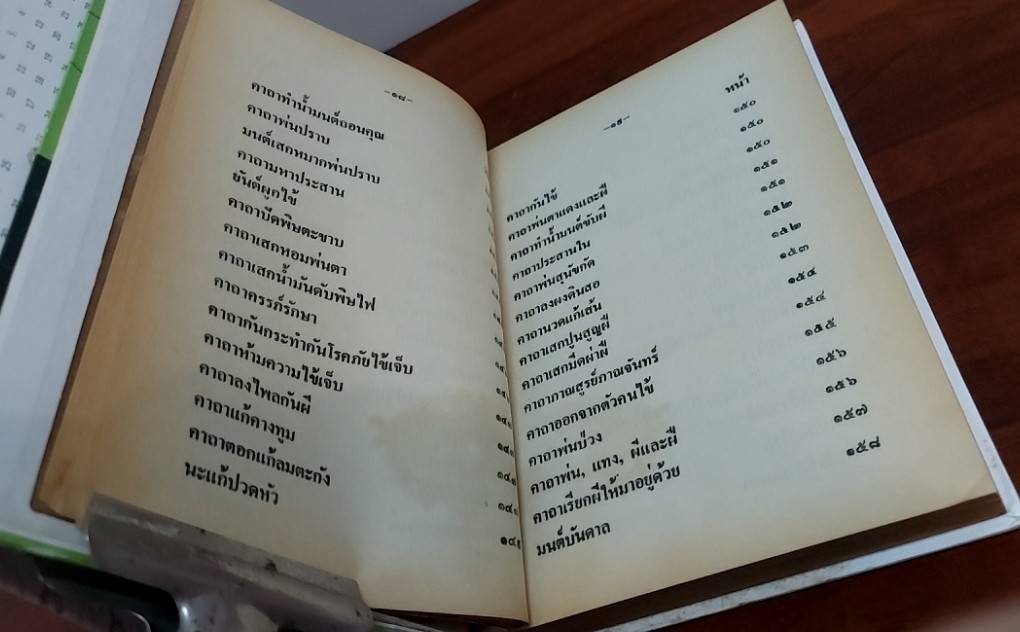 -๑๘-
คาถาทำน้ำมนต์ถอนคุณ
คาถาพ่นปราบ
มนต์เสกหมากพ่นปราบ
คาถามหาประสาน
ยันต์ผูกไข้
คาถาปัดพิษตะขาบ
คาถาเสกหอมพ่นตา
คาถาเสกน้ำมันดับพิษไฟ
คาถาครรภ์รักษา
คาถากันกระทำกันโรคภัยไข้เจ็บ
คาถาห้ามความไข้เจ็บ
คาถาลงไพลกันผี
คาถาแก้คางทูม
คาถาตอกแก้ลมตะกัง
นะแก้ปวดหัว
-๑๙-
หน้า
คาถากันไข้ ๑๕๐
คาถาพ่นตาแดงและฝี ๑๕๐
คาถาทำน้ำมนต์ขับผี ๑๕๐
คาถาประสานใน ๑๕๑
คาถาพ่นสุนัขกัด ๑๕๑
คาถาลงผงดินสอ ๑๕๒
คาถานวดแก้เส้น ๑๕๒
คาถาเสกปูนสูญฝี ๑๕๓
คาถาเสกมีดผ่าฝี ๑๕๔
คาถาภาณสูรย์ภาณจันทร์ ๑๕๔
คาถาออกจากตัวคนไข้ ๑๕๕
คาถาพ่นบ๊วง ๑๕๖
คาถาพ่น, แทง, ผีและฝี ๑๕๖
คาถาเรียกผีให้มาอยู่ด้วย ๑๕๗
มนต์บันดาล ๑๕๘